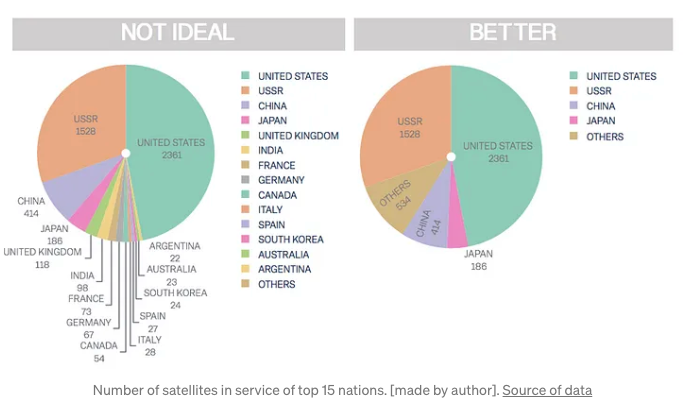 NOT IDEAL
USSR
1528
UNITED STATES
2361
CHINA
414
JAPAN
186
UNITED KINGDOM
118
INDIA
98
FRANCE
73
GERMANY
67
CANADA
54
ITALY
28
SPAIN
27
SOUTH KOREA
24
AUSTRALIA
23
ARGENTINA
22
UNITED STATES
USSR
CHINA
JAPAN
UNITED KINGDOM
INDIA
FRANCE
GERMANY
CANADA
ITALY
SPAIN
SOUTH KOREA
AUSTRALIA
ARGENTINA
OTHERS
BETTER
USSR
1528
UNITED STATES
2361
OTHERS
534
CHINA
414
JAPAN
186
UNITED STATES
USSR
CHINA
JAPAN
OTHERS
Number of satellites in service of top 15 nations. [made by author]. Source of data